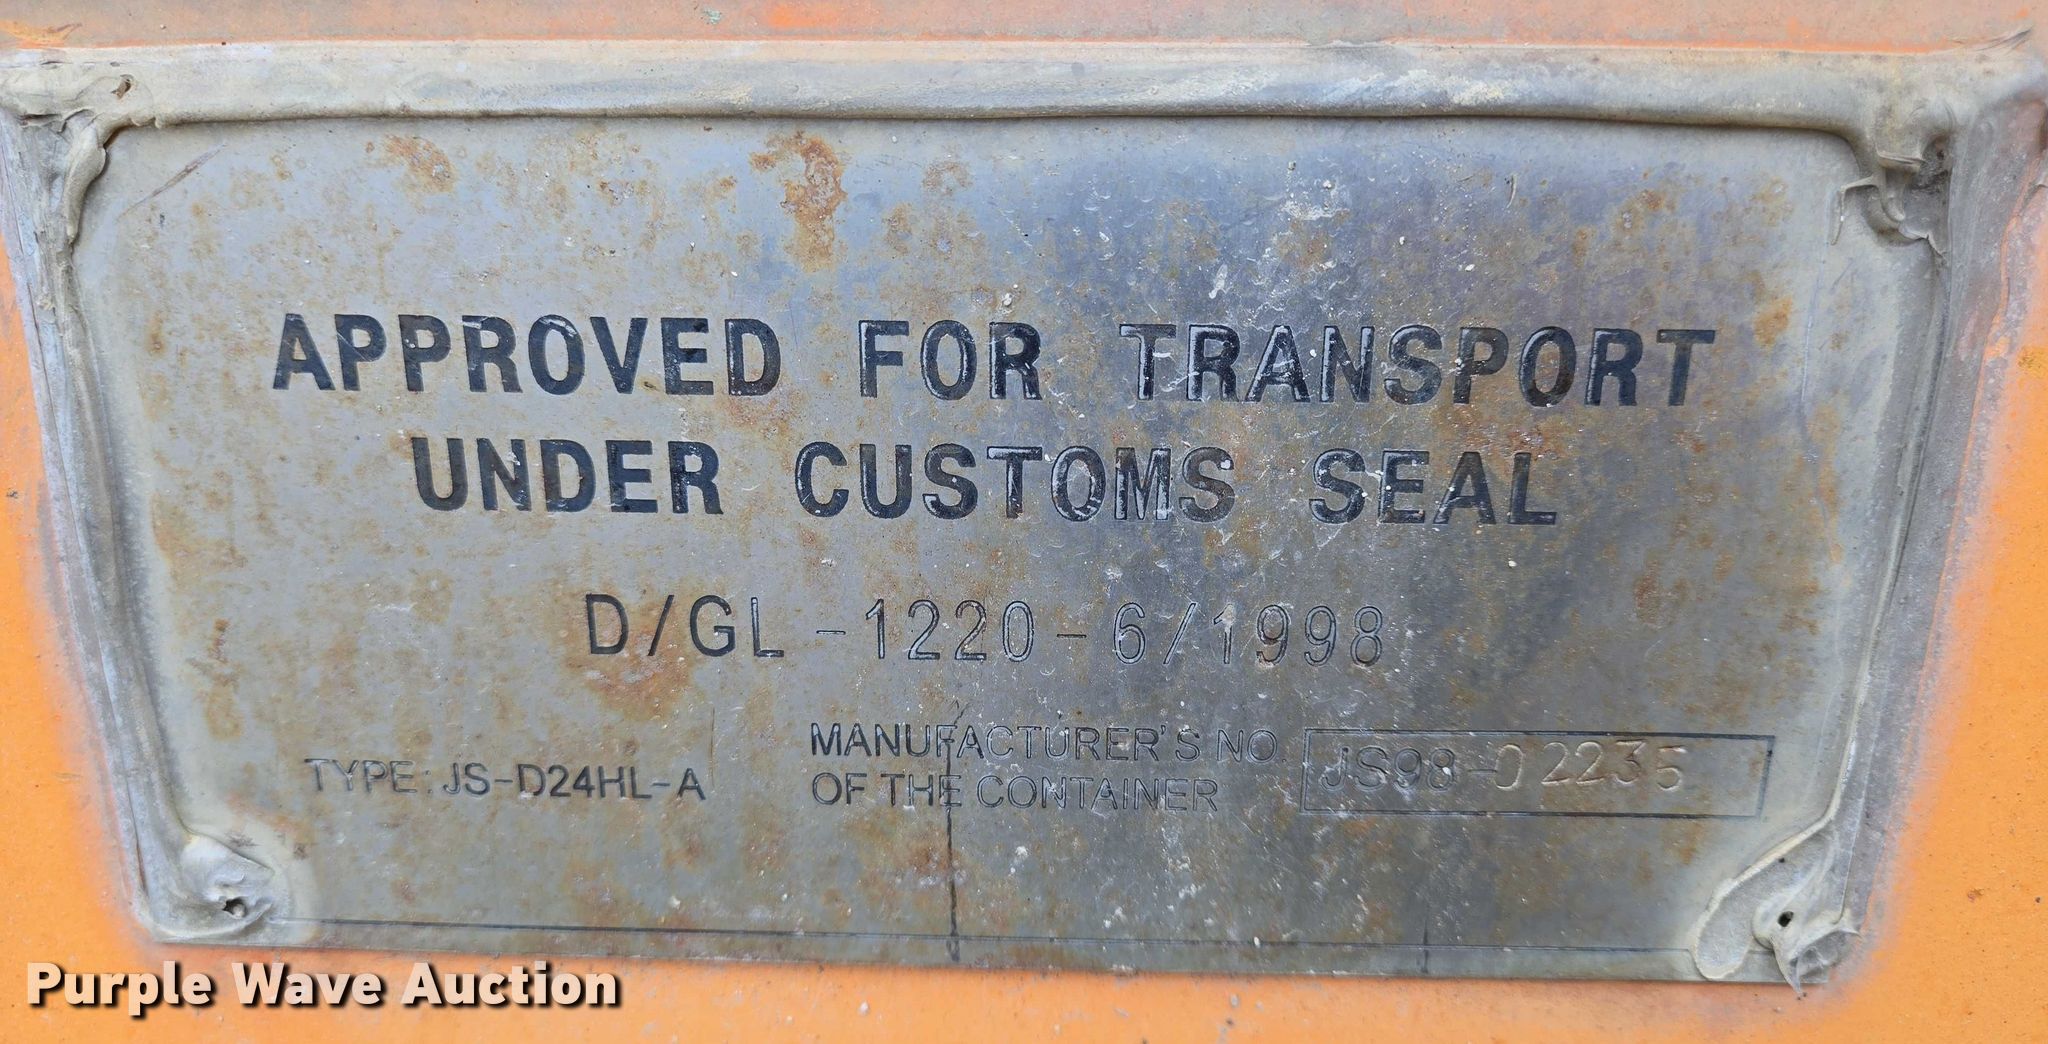 APPROVED FOR TRANSPORT
UNDER CUSTOMS SEAL
D/GL-1220-6/1998
TYPE: JS-D24HL-A
MANUFACTURER'S NO.
OF THE CONTAINER
JS98-02235
Purple Wave Auction